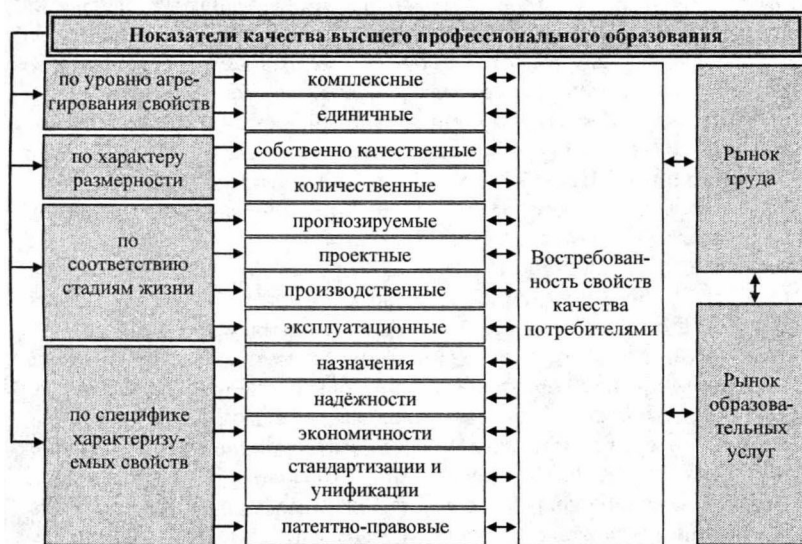 Показатели качества высшего профессионального образования
по уровню агре-
гирования свойств
комплексные
единичные
по характеру
размерности
собственно качественные
количественные
по
соответствию
стадиям жизни
прогнозируемые
проектные
производственные
эксплуатационные
по специфике
характеризу-
емых свойств
назначения
надёжности
экономичности
стандартизации и
унификации
патентно-правовые
Востребован-
ность свойств
качества
потребителями
Рынок
труда
Рынок
образова-
тельных
услуг